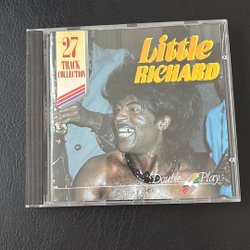 27
TRACK
COLLECTION
Little
RICHARD
Double Play